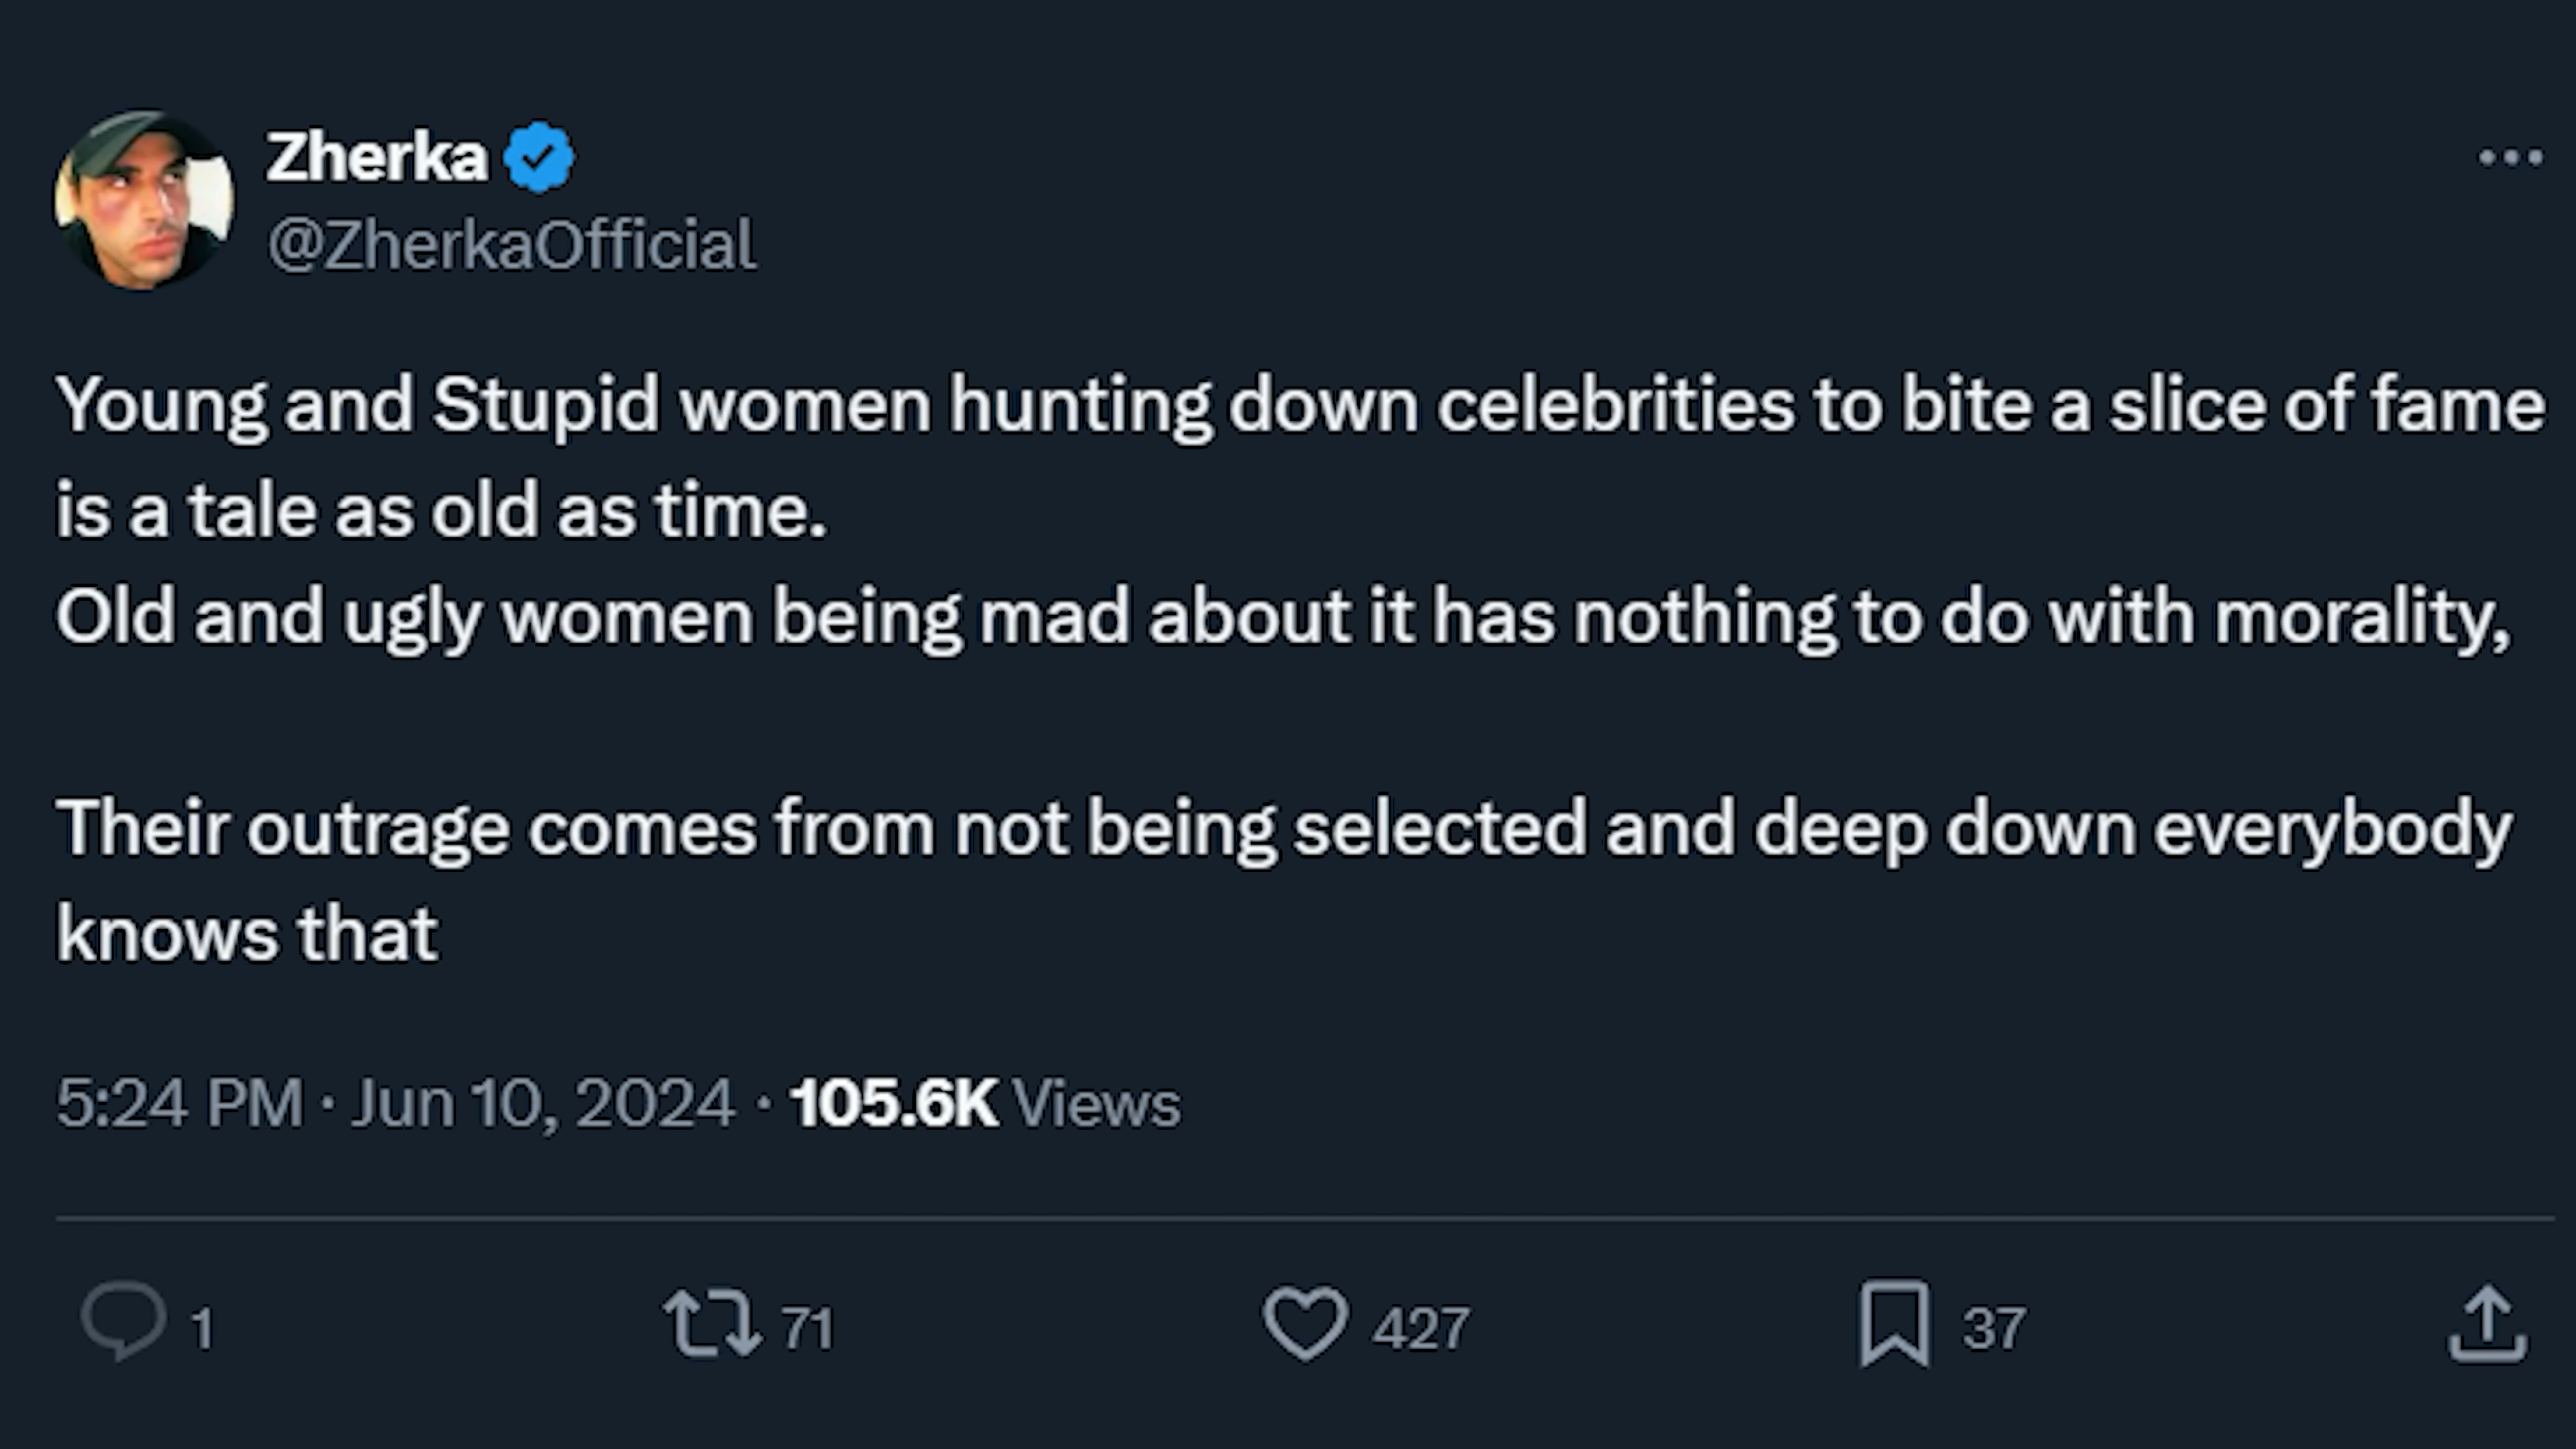 Zherka
@ZherkaOfficial
Young and Stupid women hunting down celebrities to bite a slice of fame
is a tale as old as time.
Old and ugly women being mad about it has nothing to do with morality,
Their outrage comes from not being selected and deep down everybody
knows that
5:24 PM · Jun 10, 2024 · 105.6K Views
1 71 427 37